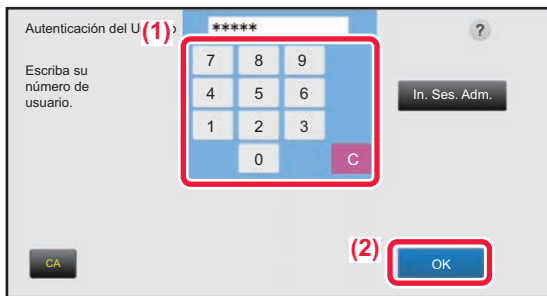 Autenticación del U (1) o
*****
?
Escriba su
número de
usuario.
7 8 9
4 5 6
1 2 3
0 C
In. Ses. Adm.
(2)
CA
OK